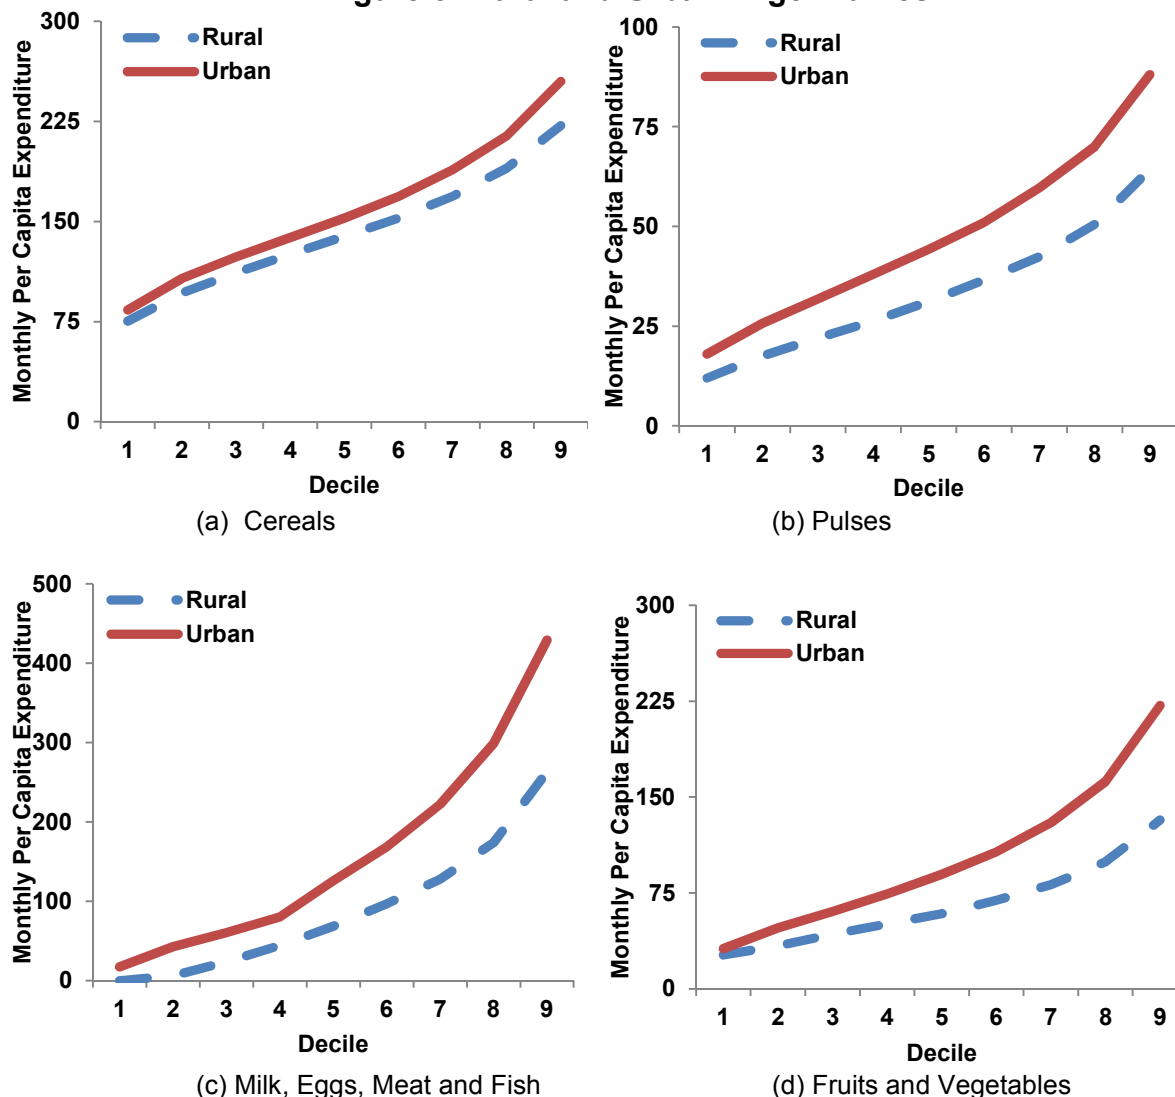 300
225
150
75
0
Rural
Urban
Monthly Per Capita Expenditure
1 2 3 4 5 6 7 8 9
Decile
(a) Cereals
100
75
50
25
0
Rural
Urban
Monthly Per Capita Expenditure
1 2 3 4 5 6 7 8 9
Decile
(b) Pulses
500
400
300
200
100
0
Rural
Urban
Monthly Per Capita Expenditure
1 2 3 4 5 6 7 8 9
Decile
(c) Milk, Eggs, Meat and Fish
300
225
150
75
0
Rural
Urban
Monthly Per Capita Expenditure
1 2 3 4 5 6 7 8 9
Decile
(d) Fruits and Vegetables